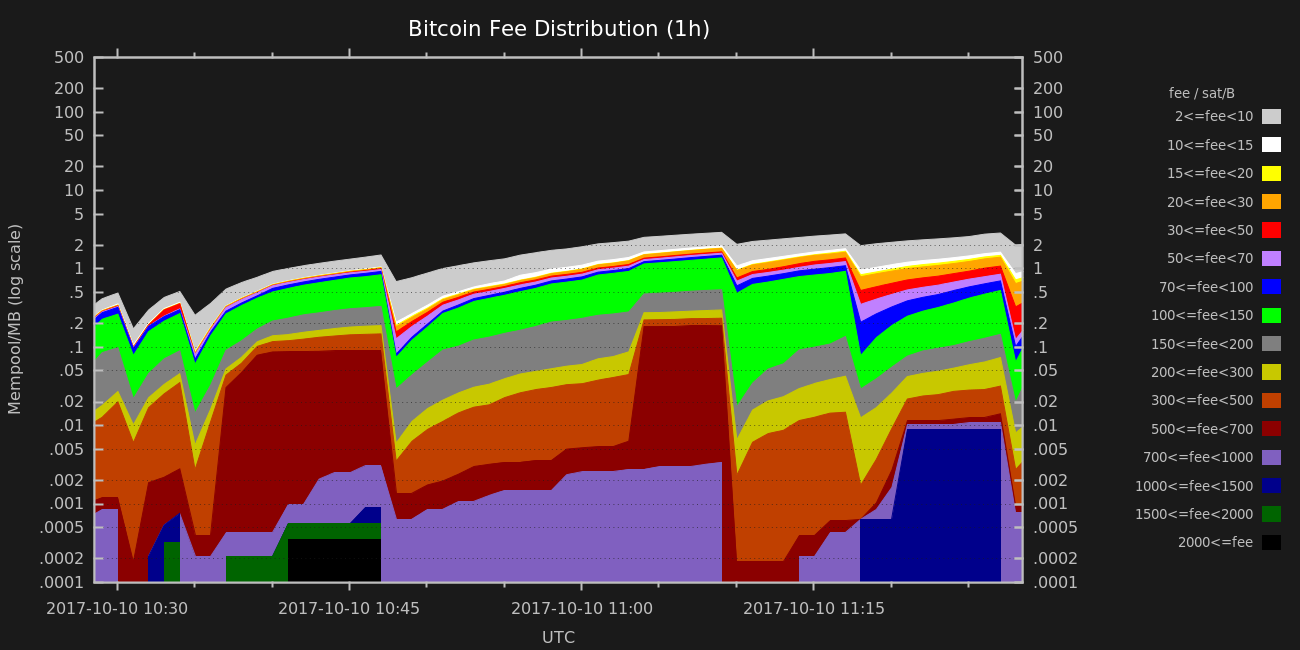 Bitcoin Fee Distribution (1h)
500 500
200 200
100 100
50 50
20 20
10 10
5 5
2 2
1 1
.5 .5
.2 .2
.1 .1
.05 .05
.02 .02
.01 .01
.005 .005
.002 .002
.001 .001
.0005 .0005
.0002 .0002
.0001 .0001
Mempool/MB (log scale)
2017-10-10 10:30 2017-10-10 10:45 2017-10-10 11:00 2017-10-10 11:15
UTC
fee / sat/B
2<=fee<10
10<=fee<15
15<=fee<20
20<=fee<30
30<=fee<50
50<=fee<70
70<=fee<100
100<=fee<150
150<=fee<200
200<=fee<300
300<=fee<500
500<=fee<700
700<=fee<1000
1000<=fee<1500
1500<=fee<2000
2000<=fee